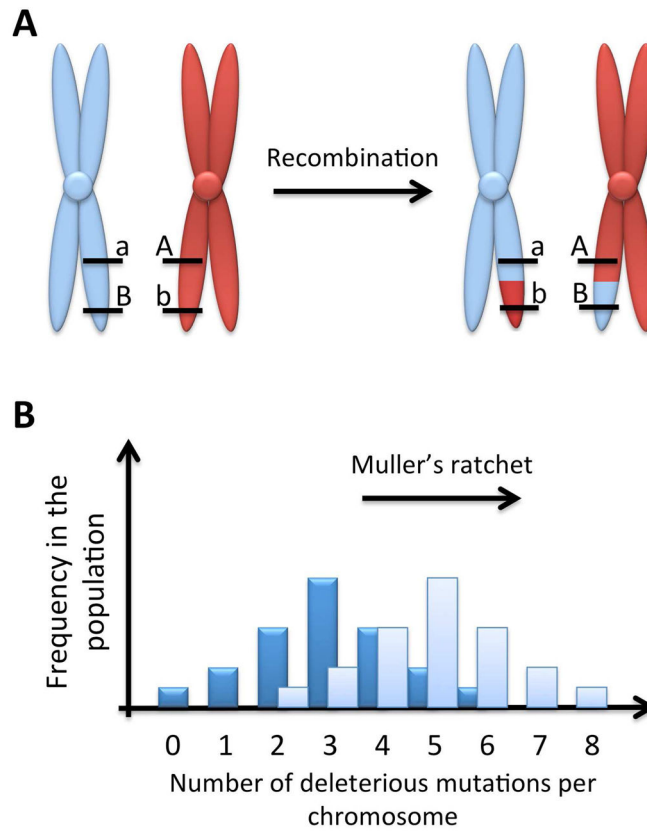 A
Recombination
a A a A
B b b B
B
Muller's ratchet
Frequency in the
population
0 1 2 3 4 5 6 7 8
Number of deleterious mutations per
chromosome